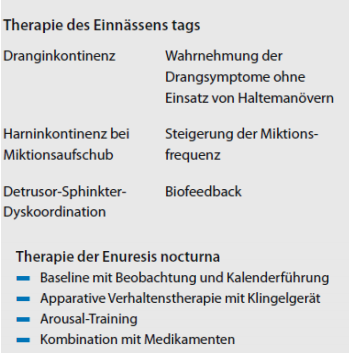 Therapie des Einnässens tags
Dranginkontinenz Wahrnehmung der
Drangsymptome ohne
Einsatz von Haltemanövern
Harninkontinenz bei Steigerung der Miktions-
Miktionsaufschub frequenz
Detrusor-Sphinkter- Biofeedback
Dyskoordination
Therapie der Enuresis nocturna
Baseline mit Beobachtung und Kalenderführung
Apparative Verhaltenstherapie mit Klingelgerät
Arousal-Training
Kombination mit Medikamenten